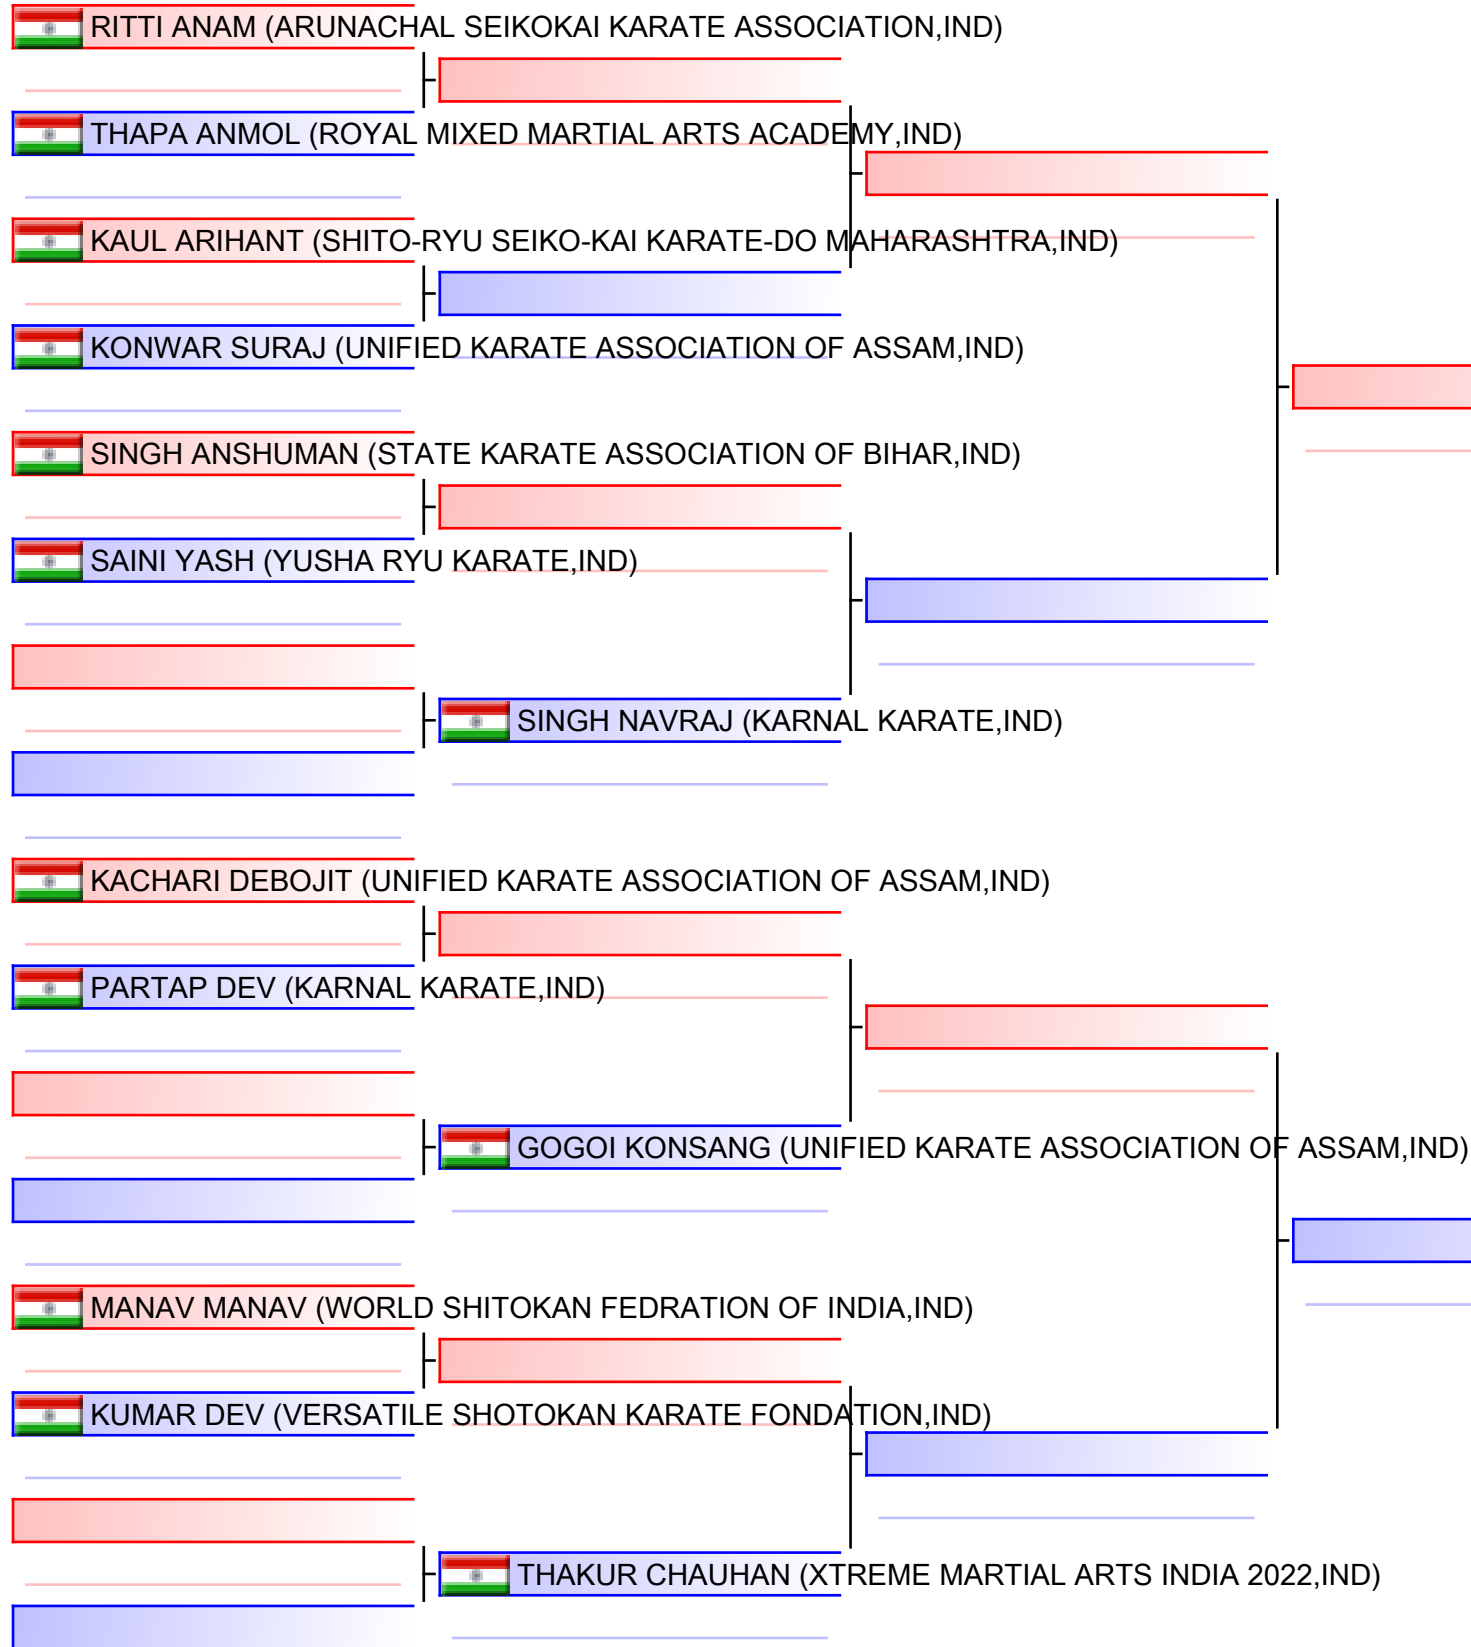 RITTI ANAM (ARUNACHAL SEIKOKAI KARATE ASSOCIATION,IND)
THAPA ANMOL (ROYAL MIXED MARTIAL ARTS ACADEMY,IND)
KAUL ARIHANT (SHITO-RYU SEIKO-KAI KARATE-DO MAHARASHTRA,IND)
KONWAR SURAJ (UNIFIED KARATE ASSOCIATION OF ASSAM,IND)
SINGH ANSHUMAN (STATE KARATE ASSOCIATION OF BIHAR,IND)
SAINI YASH (YUSHA RYU KARATE,IND)
SINGH NAVRAJ (KARNAL KARATE,IND)
KACHARI DEBOJIT (UNIFIED KARATE ASSOCIATION OF ASSAM,IND)
PARTAP DEV (KARNAL KARATE,IND)
GOGOI KONSANG (UNIFIED KARATE ASSOCIATION OF ASSAM,IND)
MANAV MANAV (WORLD SHITOKAN FEDRATION OF INDIA,IND)
KUMAR DEV (VERSATILE SHOTOKAN KARATE FONDATION,IND)
THAKUR CHAUHAN (XTREME MARTIAL ARTS INDIA 2022,IND)